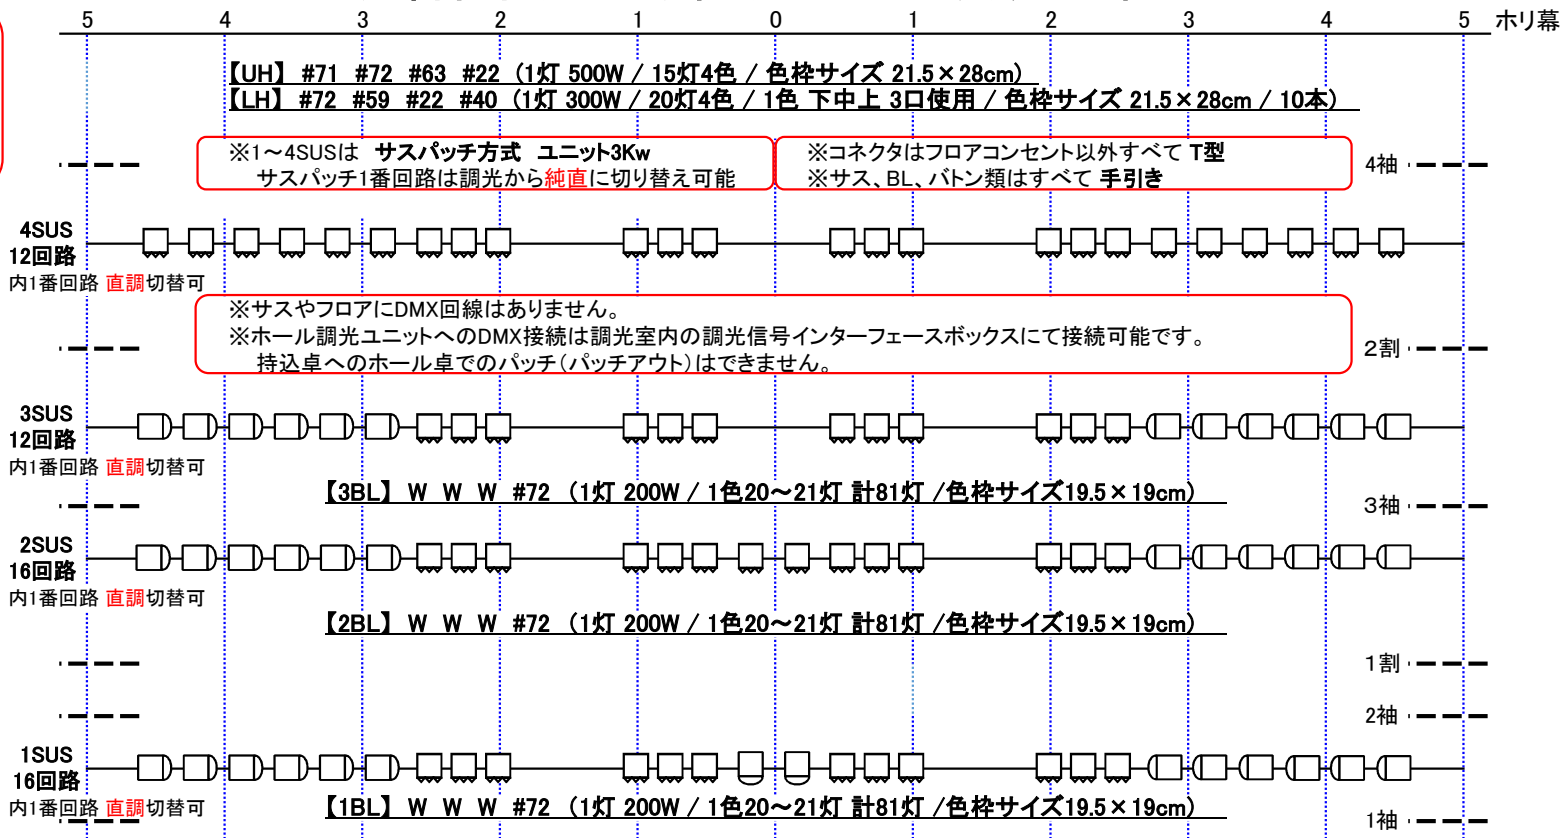 5 4 3 2 1 0 1 2 3 4 5 ホリ幕
【UH】 #71 #72 #63 #22 (1灯 500W / 15灯4色 / 色枠サイズ 21.5×28cm)
【LH】 #72 #59 #22 #40 (1灯 300W / 20灯4色 / 1色 下中上 3口使用 / 色枠サイズ 21.5×28cm / 10本)
※1～4SUSは サスパッチ方式 ユニット3Kw
サスパッチ1番回路は調光から純直に切り替え可能
※コネクタはフロアコンセント以外すべて T型
※サス、BL、バトン類はすべて 手引き
4袖
4SUS
12回路
内1番回路 直調切替可
※サスやフロアにDMX回線はありません。
※ホール調光ユニットへのDMX接続は調光室内の調光信号インターフェースボックスにて接続可能です。
持込卓へのホール卓でのパッチ(パッチアウト)はできません。
2割
3SUS
12回路
内1番回路 直調切替可
【3BL】 W W W #72 (1灯 200W / 1色20～21灯 計81灯 /色枠サイズ19.5×19cm)
3袖
2SUS
16回路
内1番回路 直調切替可
【2BL】 W W W #72 (1灯 200W / 1色20～21灯 計81灯 /色枠サイズ19.5×19cm)
1割
2袖
1SUS
16回路
内1番回路 直調切替可
【1BL】 W W W #72 (1灯 200W / 1色20～21灯 計81灯 /色枠サイズ19.5×19cm)
1袖